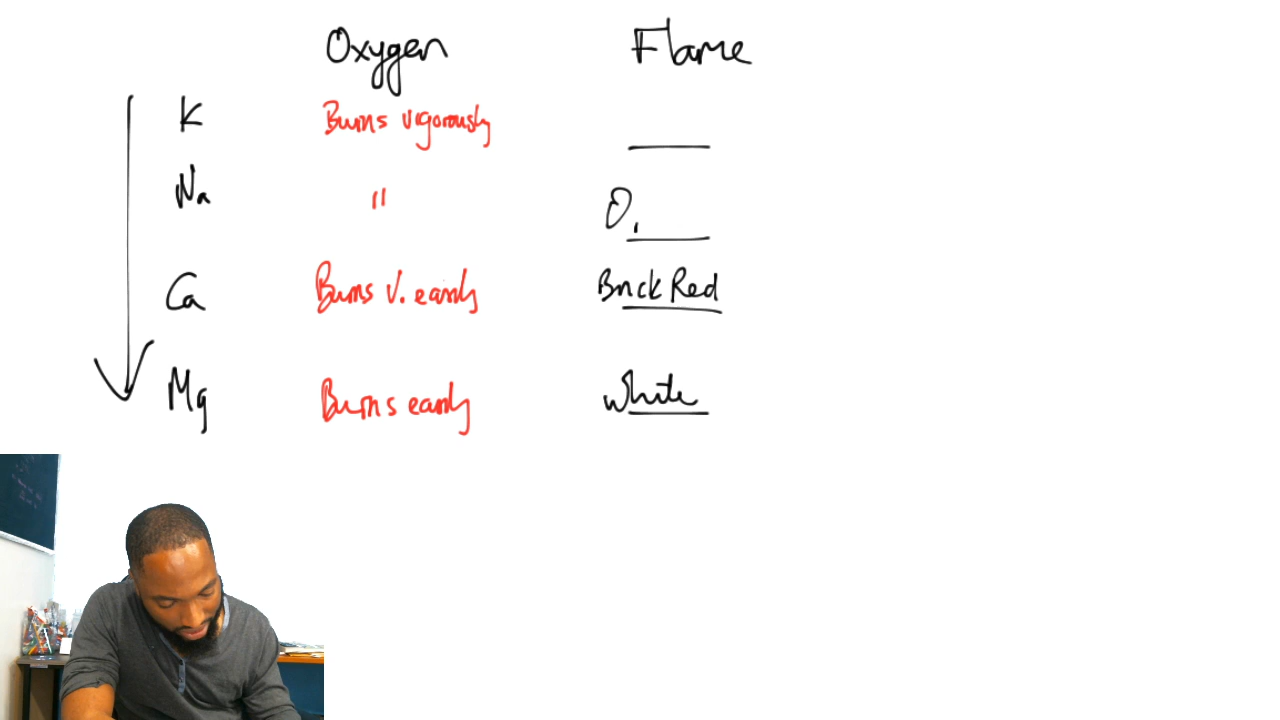 Oxygen Flame
K Burns vigorously
Na "
O.
Ca Burns V. easily Brick Red
Mg Burns easily White